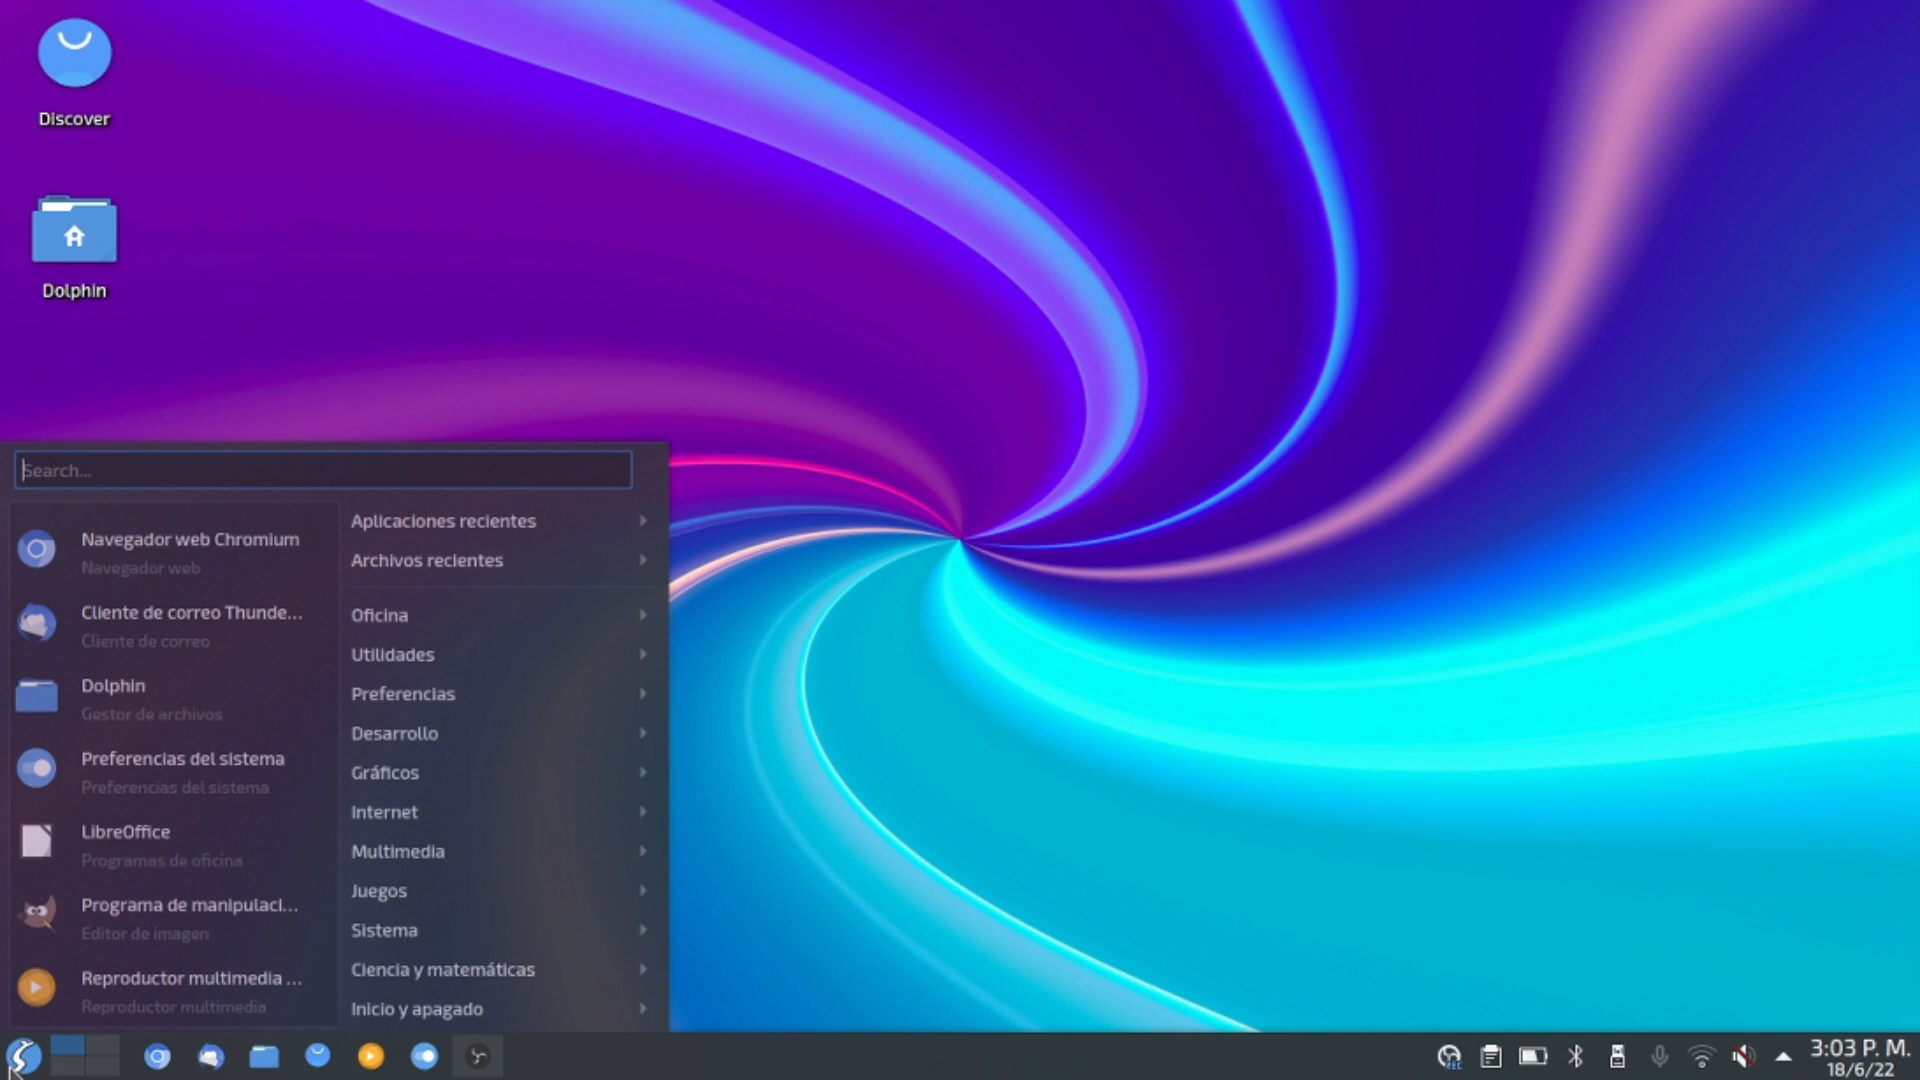 Discover
Dolphin
Search...
Navegador web Chromium
Navegador web
Cliente de correo Thunde...
Cliente de correo
Dolphin
Gestor de archivos
Preferencias del sistema
Preferencias del sistema
LibreOffice
Programas de oficina
Programa de manipulaci...
Editor de imagen
Reproductor multimedia ...
Reproductor multimedia
Aplicaciones recientes
Archivos recientes
Oficina
Utilidades
Preferencias
Desarrollo
Gráficos
Internet
Multimedia
Juegos
Sistema
Ciencia y matemáticas
Inicio y apagado
REC
3:03 P. M.
18/6/22